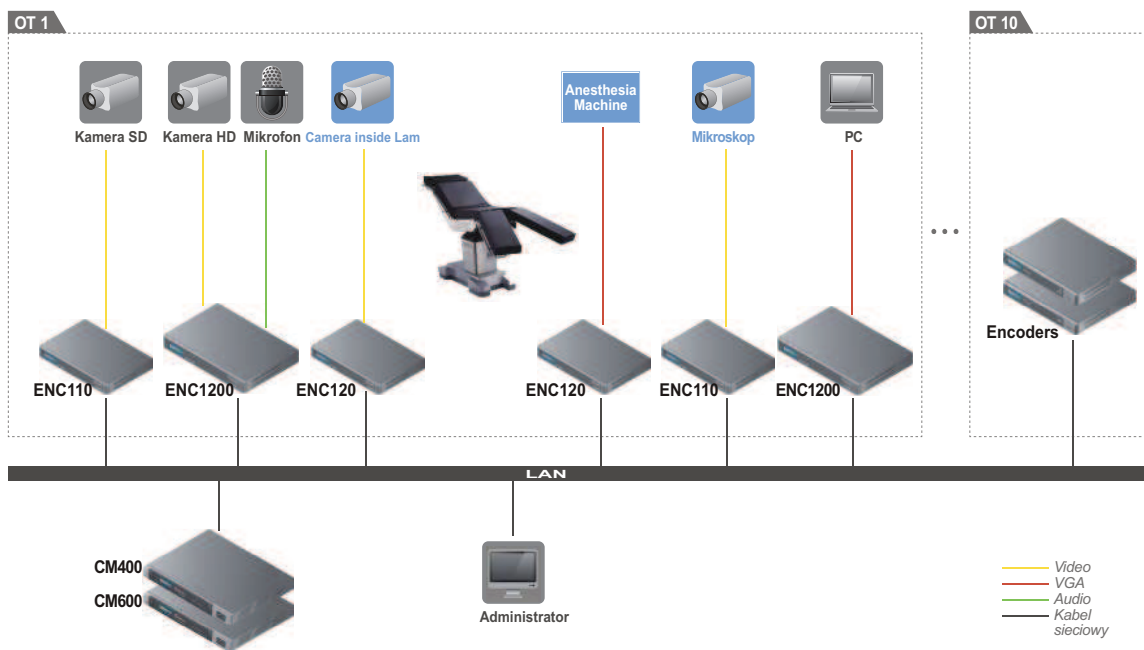 OT 1
OT 10
Anesthesia
Machine
Kamera SD
Kamera HD
Mikrofon
Camera inside Lam
Mikroskop
PC
Encoders
ENC110
ENC1200
ENC120
ENC120
ENC110
ENC1200
LAN
CM400
CM600
Administrator
Video
VGA
Audio
Kabel
sieciowy